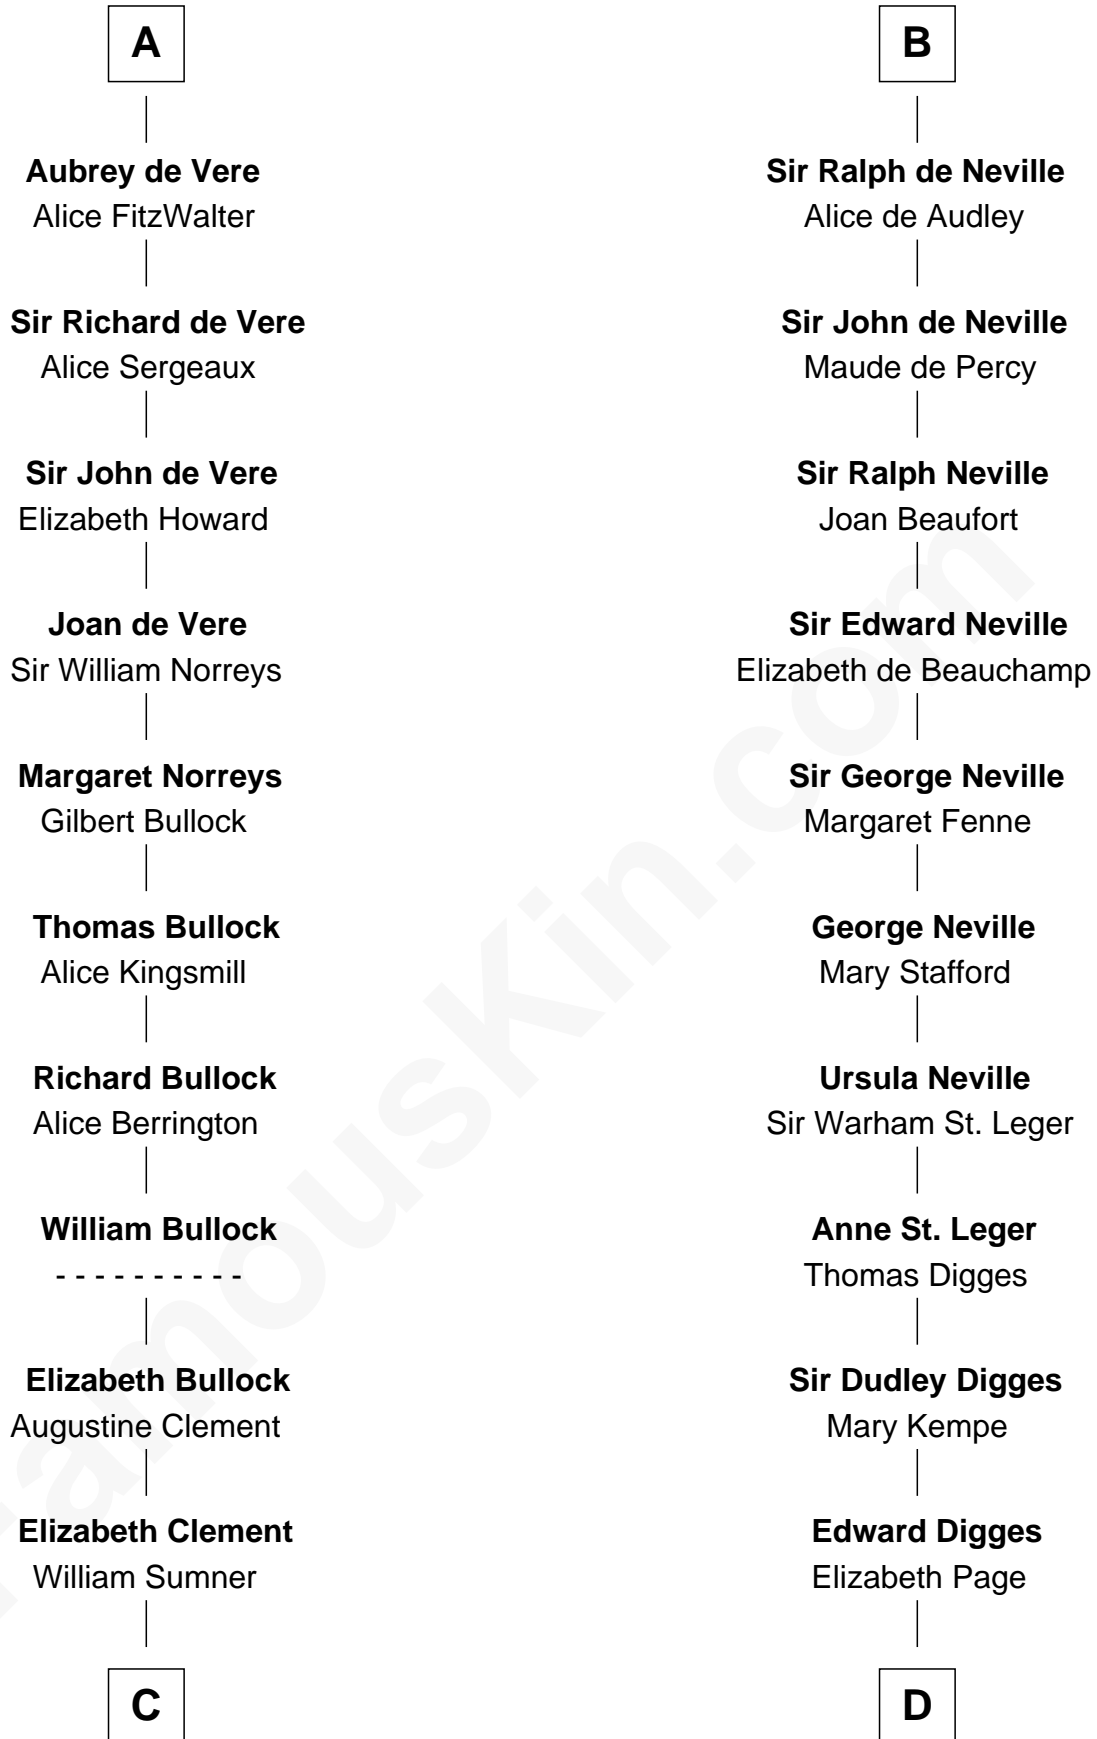 A
Aubrey de Vere
Alice FitzWalter
Sir Richard de Vere
Alice Sergeaux
Sir John de Vere
Elizabeth Howard
Joan de Vere
Sir William Norreys
Margaret Norreys
Gilbert Bullock
Thomas Bullock
Alice Kingsmill
Richard Bullock
Alice Berrington
William Bullock
- - - - - - - - - -
Elizabeth Bullock
Augustine Clement
Elizabeth Clement
William Sumner
C
B
Sir Ralph de Neville
Alice de Audley
Sir John de Neville
Maude de Percy
Sir Ralph Neville
Joan Beaufort
Sir Edward Neville
Elizabeth de Beauchamp
Sir George Neville
Margaret Fenne
George Neville
Mary Stafford
Ursula Neville
Sir Warham St. Leger
Anne St. Leger
Thomas Digges
Sir Dudley Digges
Mary Kempe
Edward Digges
Elizabeth Page
D
FamousKin.com